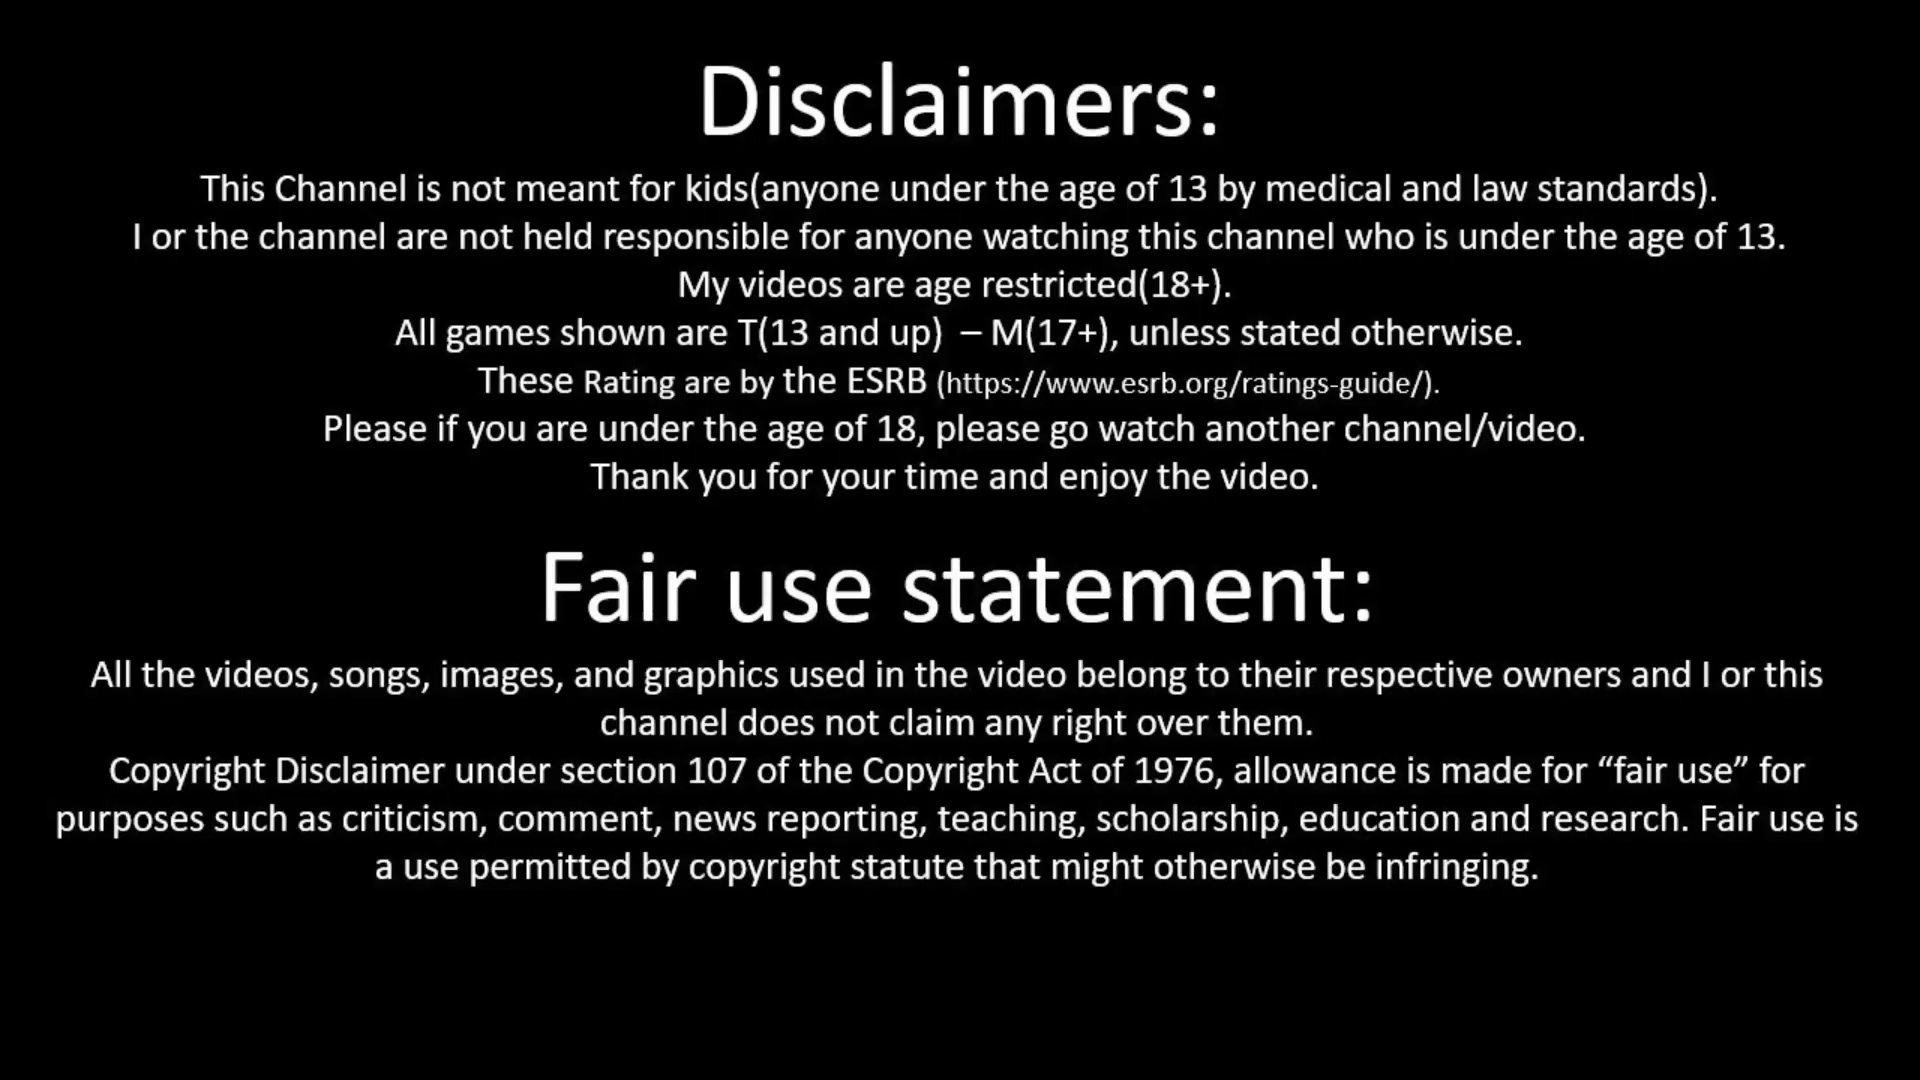 Disclaimers:
This Channel is not meant for kids(anyone under the age of 13 by medical and law standards).
I or the channel are not held responsible for anyone watching this channel who is under the age of 13.
My videos are age restricted(18+).
All games shown are T(13 and up) – M(17+), unless stated otherwise.
These Rating are by the ESRB (https://www.esrb.org/ratings-guide/).
Please if you are under the age of 18, please go watch another channel/video.
Thank you for your time and enjoy the video.
Fair use statement:
All the videos, songs, images, and graphics used in the video belong to their respective owners and I or this
channel does not claim any right over them.
Copyright Disclaimer under section 107 of the Copyright Act of 1976, allowance is made for “fair use” for
purposes such as criticism, comment, news reporting, teaching, scholarship, education and research. Fair use is
a use permitted by copyright statute that might otherwise be infringing.